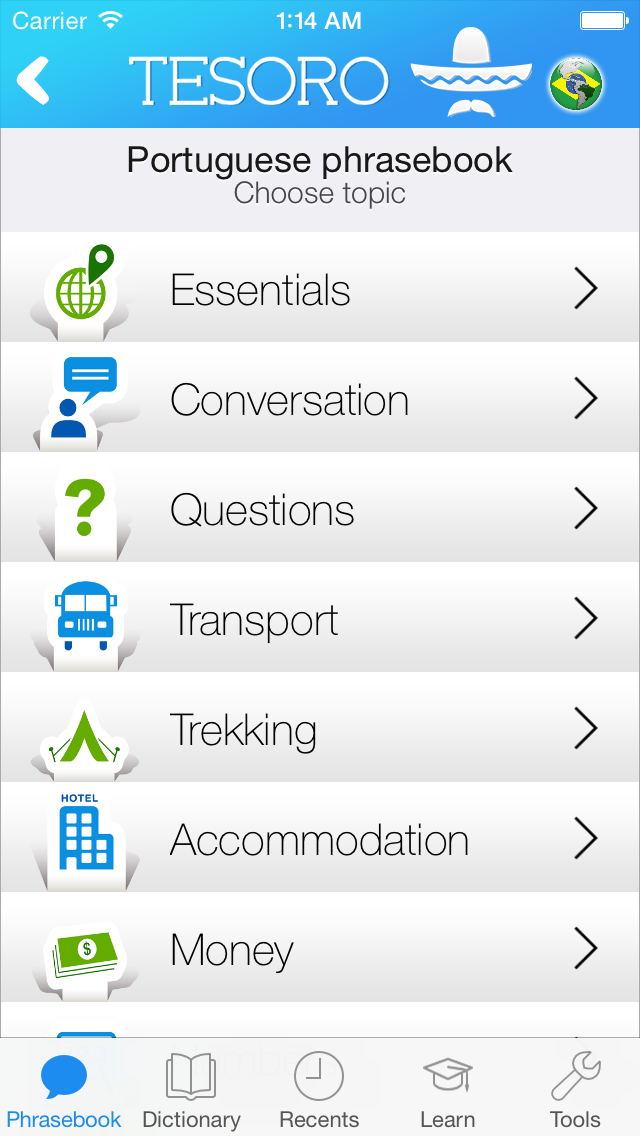 Carrier 1:14 AM
TESORO
Portuguese phrasebook
Choose topic
Essentials
Conversation
?
Questions
Transport
Trekking
HOTEL
Accommodation
$
Money
Phrasebook Dictionary Recents Learn Tools